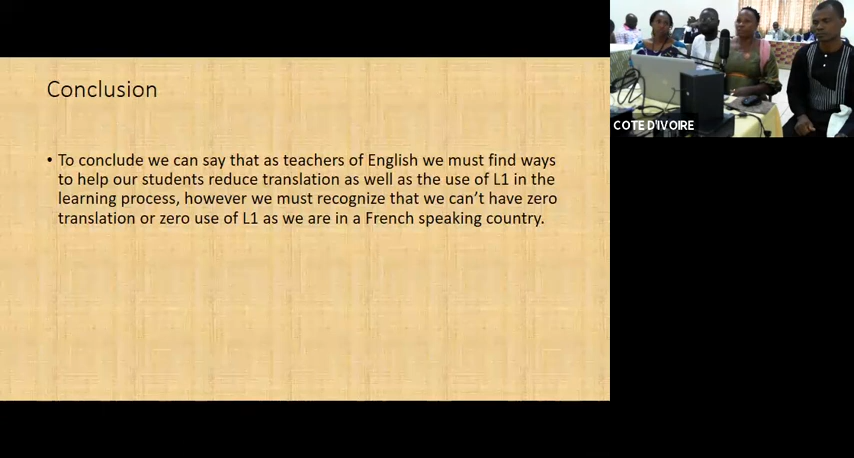 Conclusion
• To conclude we can say that as teachers of English we must find ways
to help our students reduce translation as well as the use of L1 in the
learning process, however we must recognize that we can't have zero
translation or zero use of L1 as we are in a French speaking country.
COTE D'IVOIRE